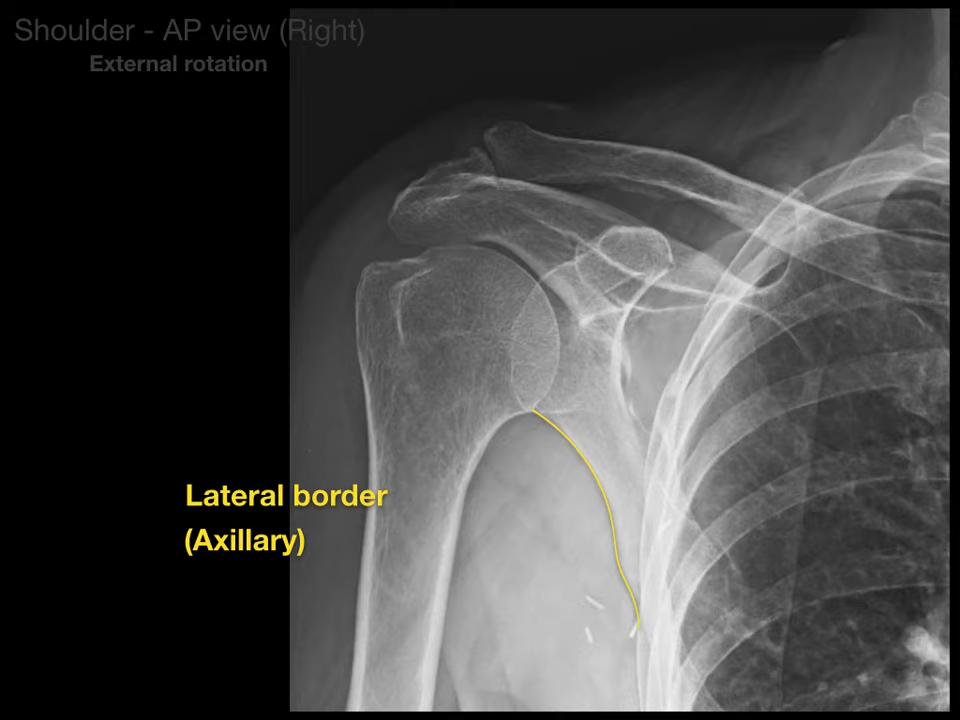 Shoulder - AP view (Right)
External rotation
Lateral border
(Axillary)